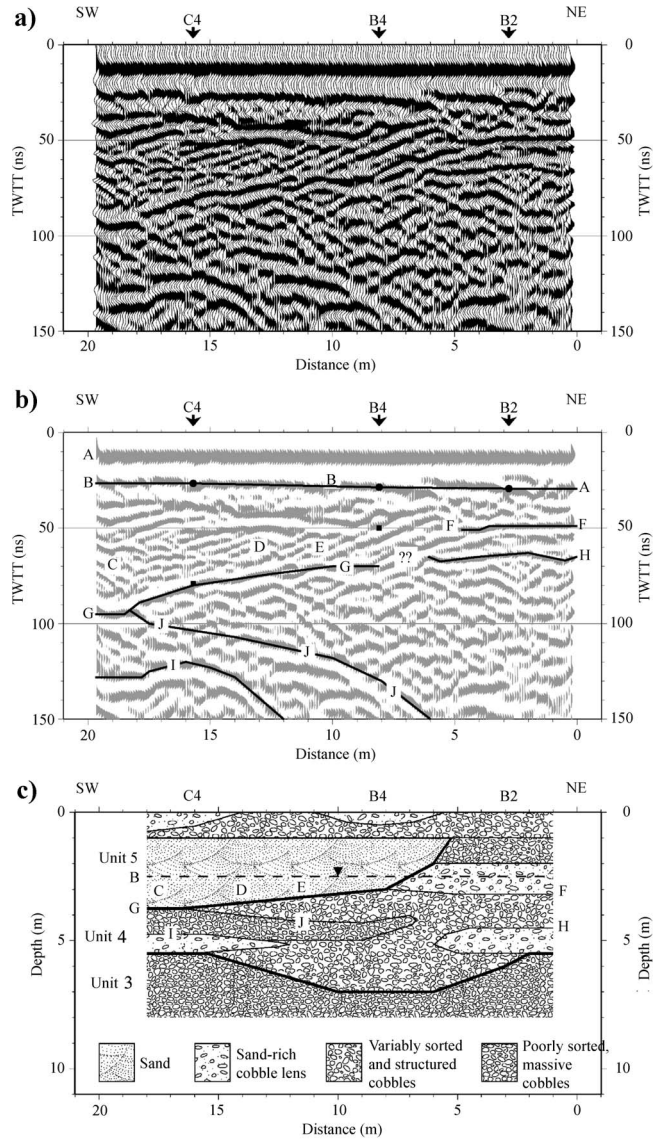 a)
SW C4 B4 B2 NE
0 0
50 50
100 100
150 150
TWTT (ns) TWTT (ns)
20 15 10 5 0
Distance (m)
b)
SW C4 B4 B2 NE
0 0
50 50
100 100
150 150
TWTT (ns) TWTT (ns)
A
B B A
F F
D E
C G ?? H
G J
J
I J
20 15 10 5 0
Distance (m)
c)
SW C4 B4 B2 NE
0 0
5 5
10 10
Depth (m) Depth (m)
Unit 5
B
C D E F
G J
Unit 4 I H
Unit 3
Sand
Sand-rich
cobble lens
Variably sorted
and structured
cobbles
Poorly sorted,
massive
cobbles
20 15 10 5 0
Distance (m)